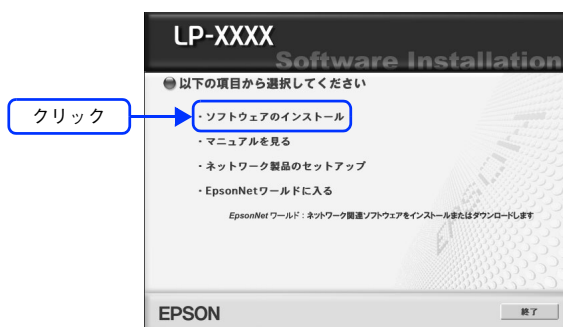 LP-XXXX
Software Installation
以下の項目から選択してください
クリック
・ソフトウェアのインストール
・マニュアルを見る
・ネットワーク製品のセットアップ
・EpsonNetワールドに入る
EpsonNet ワールド：ネットワーク関連ソフトウェアをインストールまたはダウンロードします
EPSON
EPSON
終了